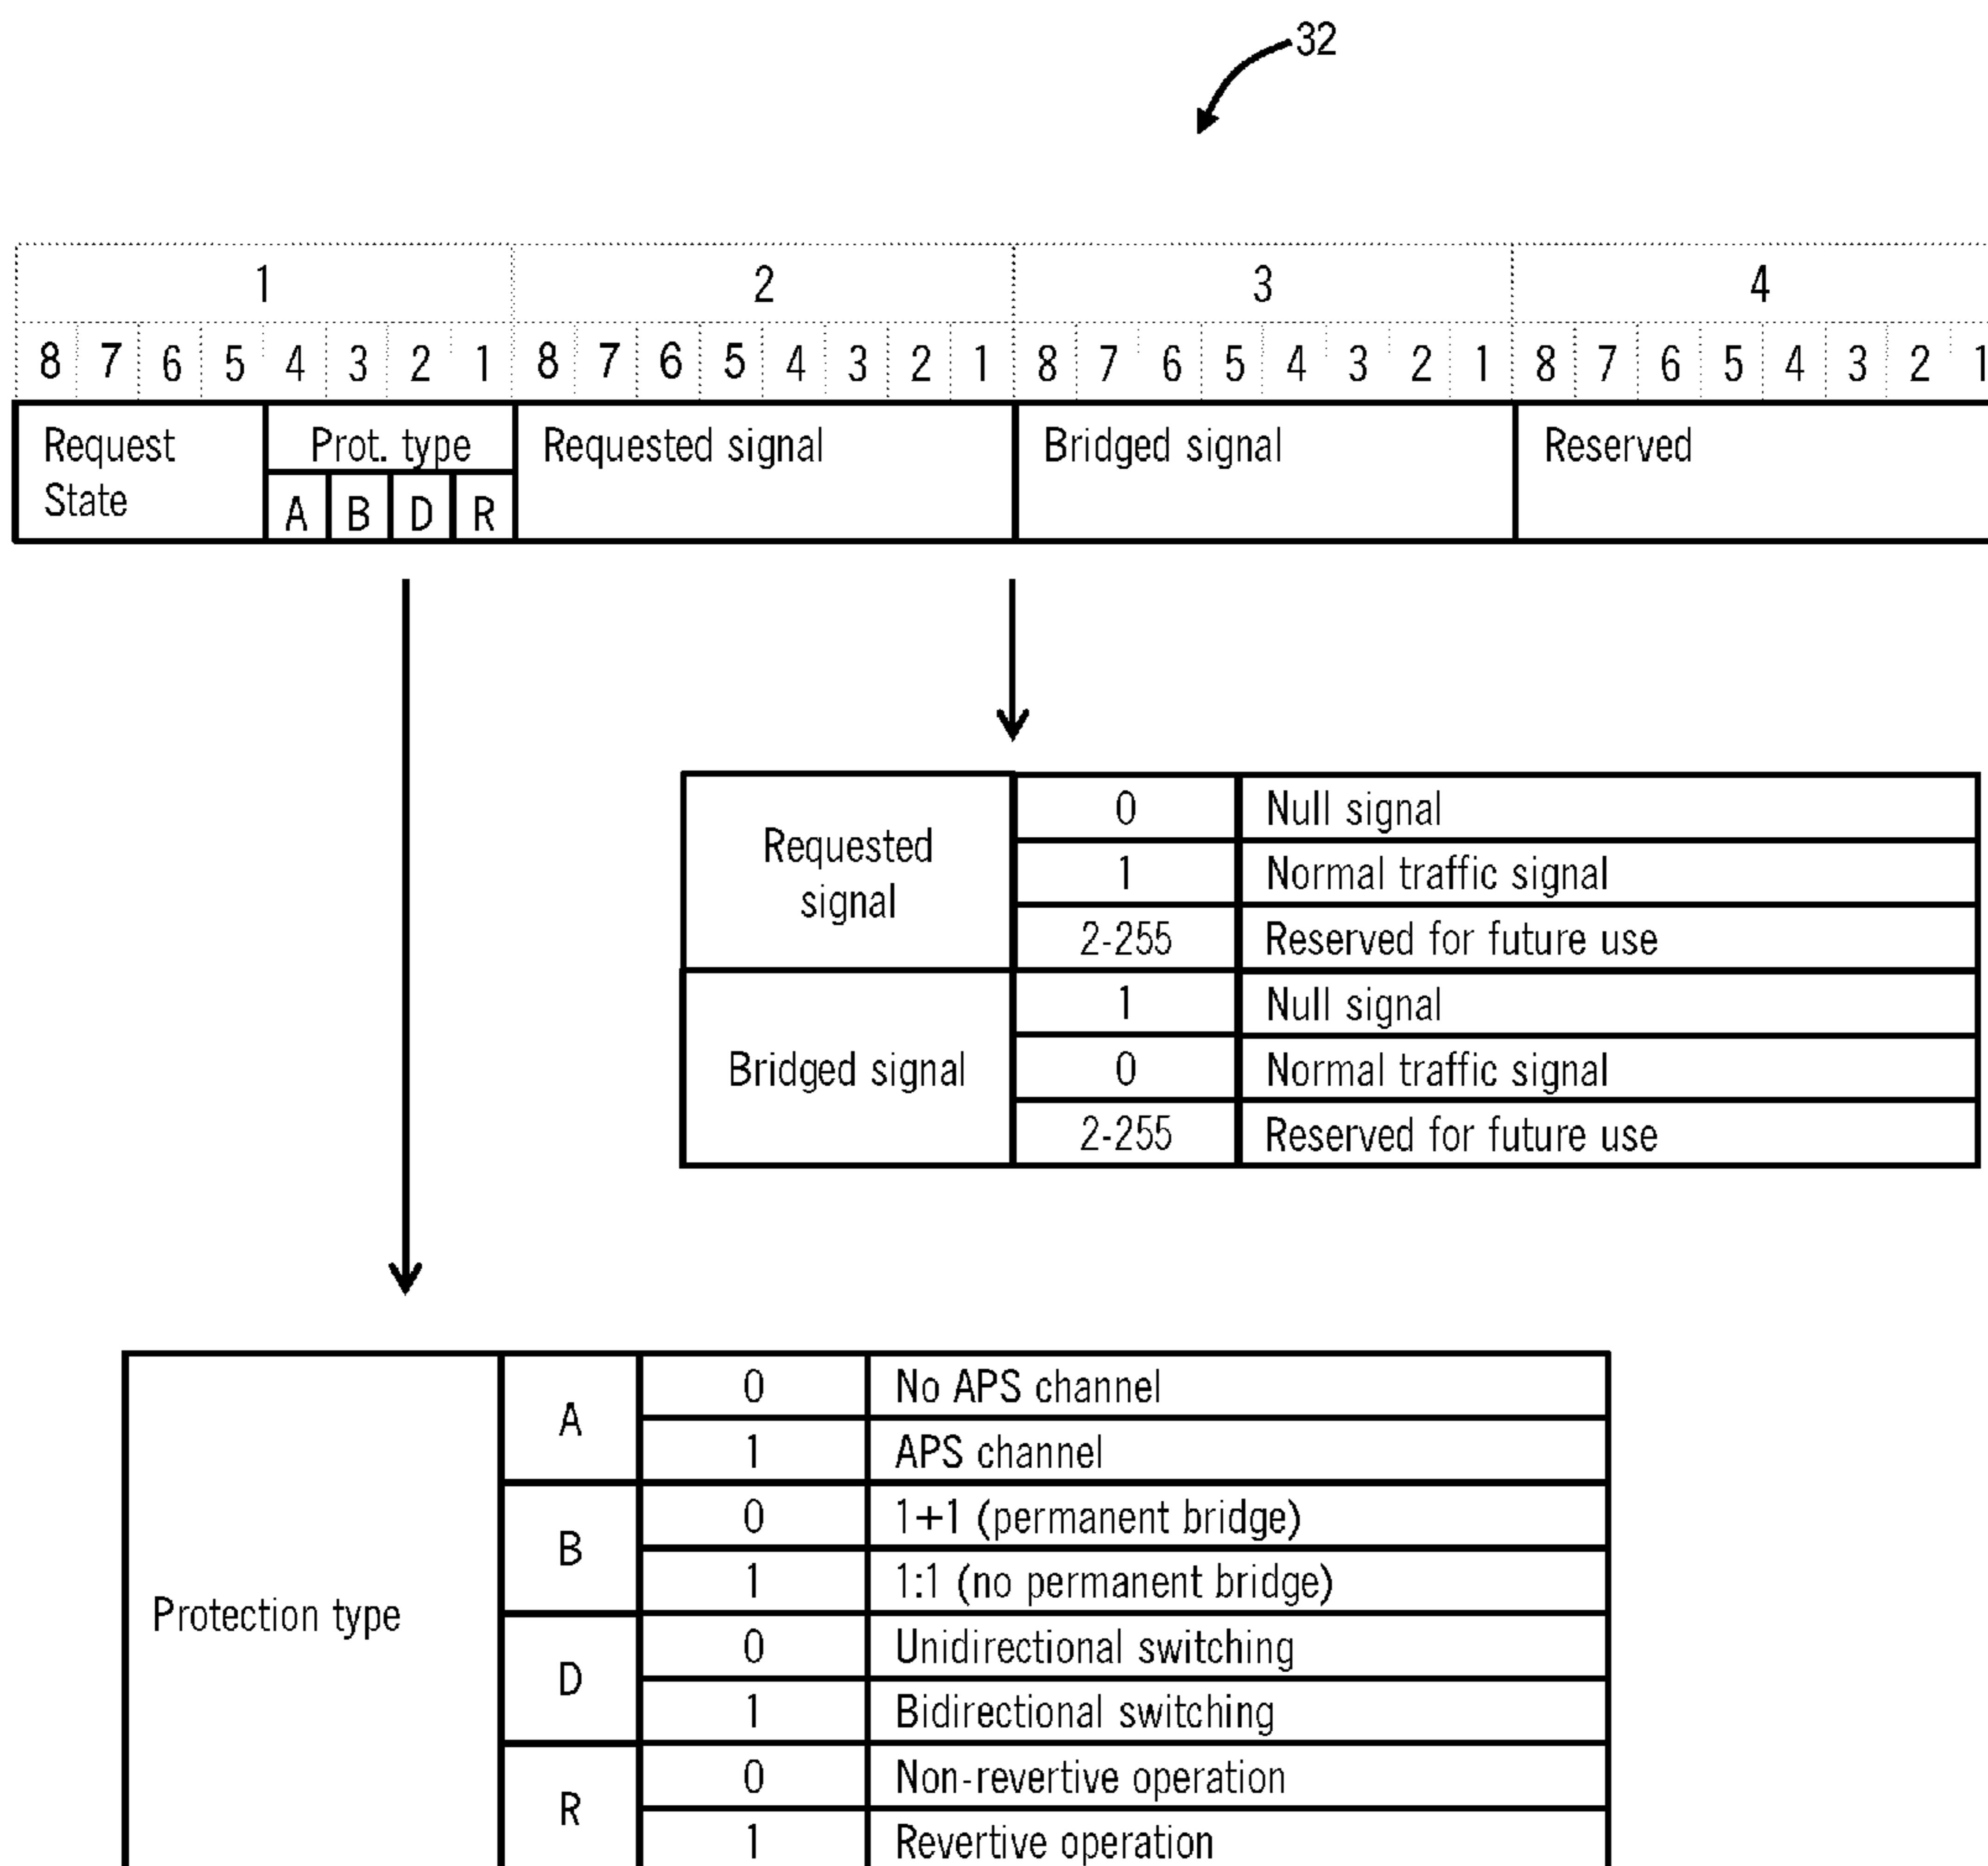 32
1 2 3 4
8 7 6 5 4 3 2 1 8 7 6 5 4 3 2 1 8 7 6 5 4 3 2 1 8 7 6 5 4 3 2 1
Request State
Prot. type
A B D R
Requested signal
Bridged signal
Reserved
Requested signal
0 Null signal
1 Normal traffic signal
2-255 Reserved for future use
Bridged signal
1 Null signal
0 Normal traffic signal
2-255 Reserved for future use
Protection type
A
0 No APS channel
1 APS channel
B
0 1+1 (permanent bridge)
1 1:1 (no permanent bridge)
D
0 Unidirectional switching
1 Bidirectional switching
R
0 Non-revertive operation
1 Revertive operation